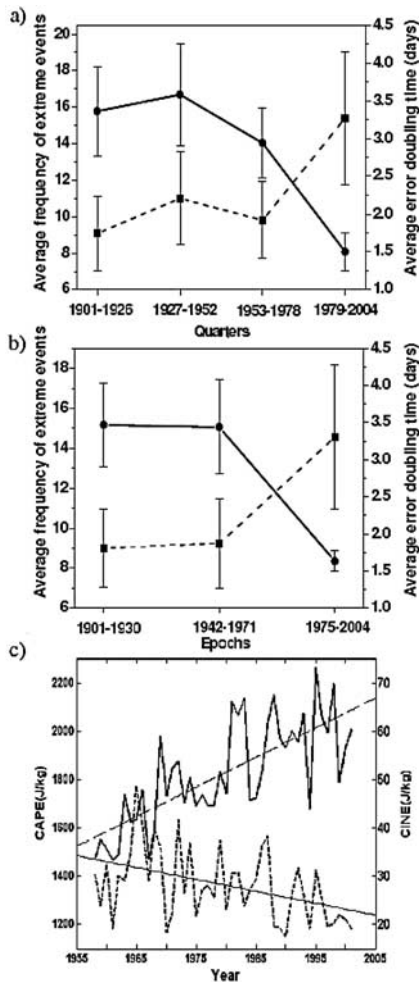 a)
20
18
16
14
12
10
8
6
Average frequency of extreme events
4.5
4.0
3.5
3.0
2.5
2.0
1.5
1.0
Average error doubling time (days)
1901-1925 1927-1952 1953-1978 1979-2004
Quarters
b)
18
16
14
12
10
8
6
Average frequency of extreme events
4.5
4.0
3.5
3.0
2.5
2.0
1.5
1.0
Average error doubling time (days)
1901-1930 1942-1971 1975-2004
Epochs
c)
2200
2000
1800
1600
1400
1200
CAPE(J/kg)
70
60
50
40
30
20
CINE(J/kg)
1955 1965 1975 1985 1995 2005
Year